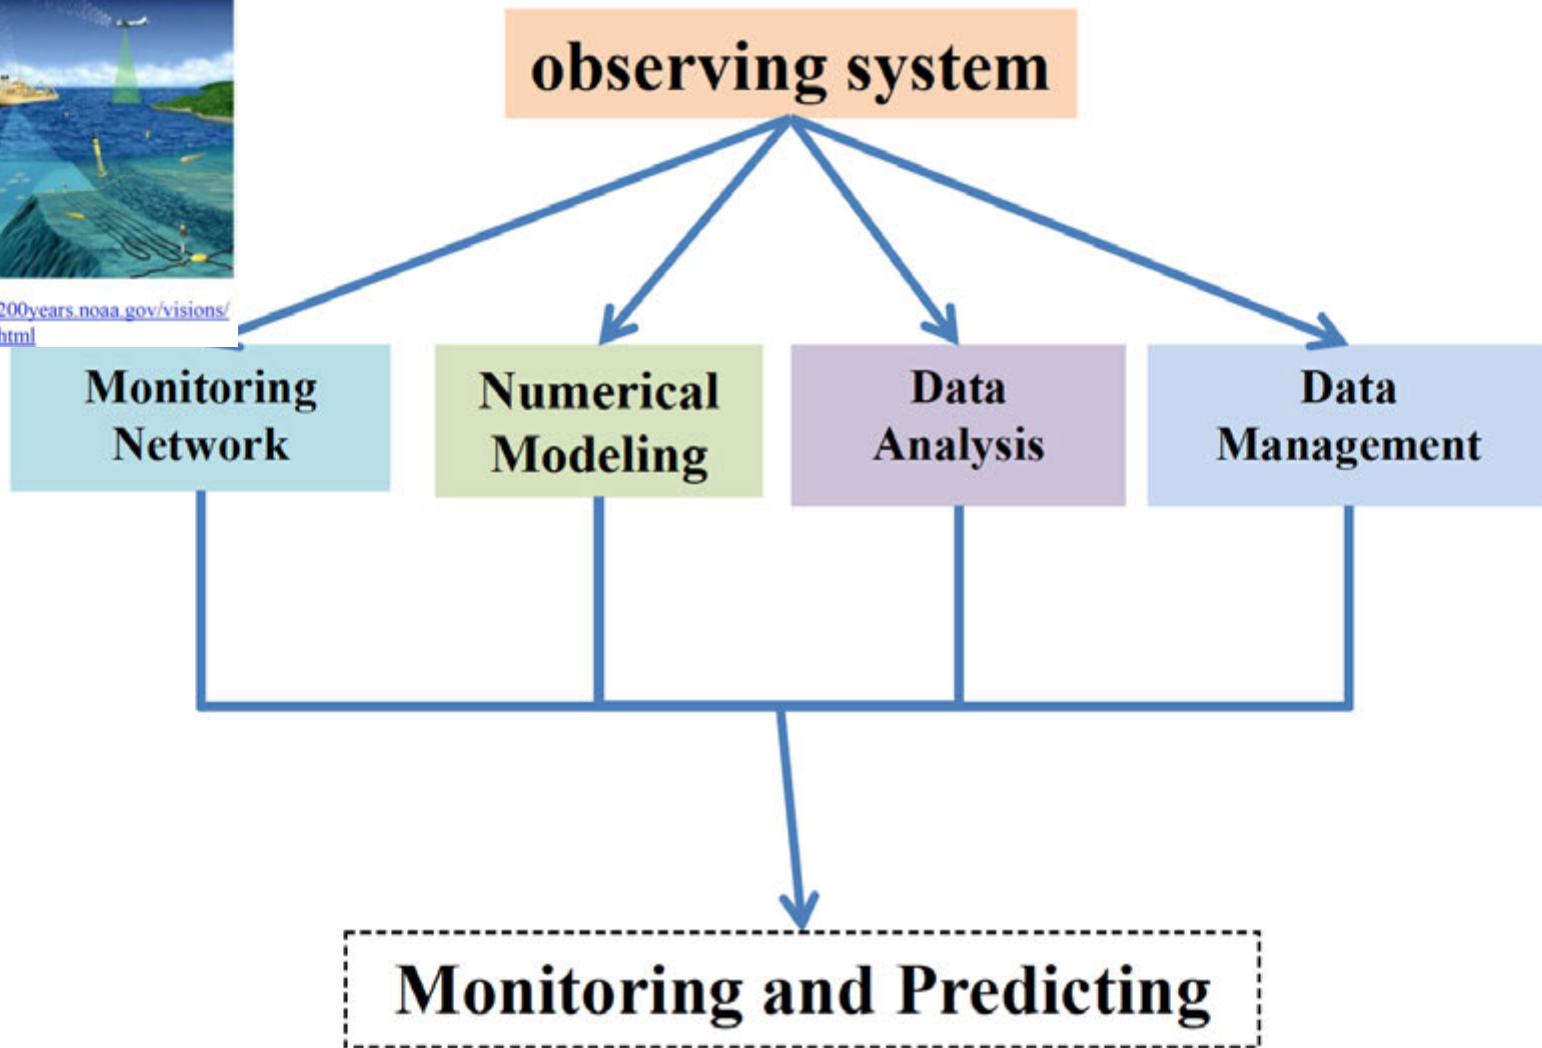 observing system
200years.noaa.gov/visions/
html
Monitoring
Network
Numerical
Modeling
Data
Analysis
Data
Management
Monitoring and Predicting